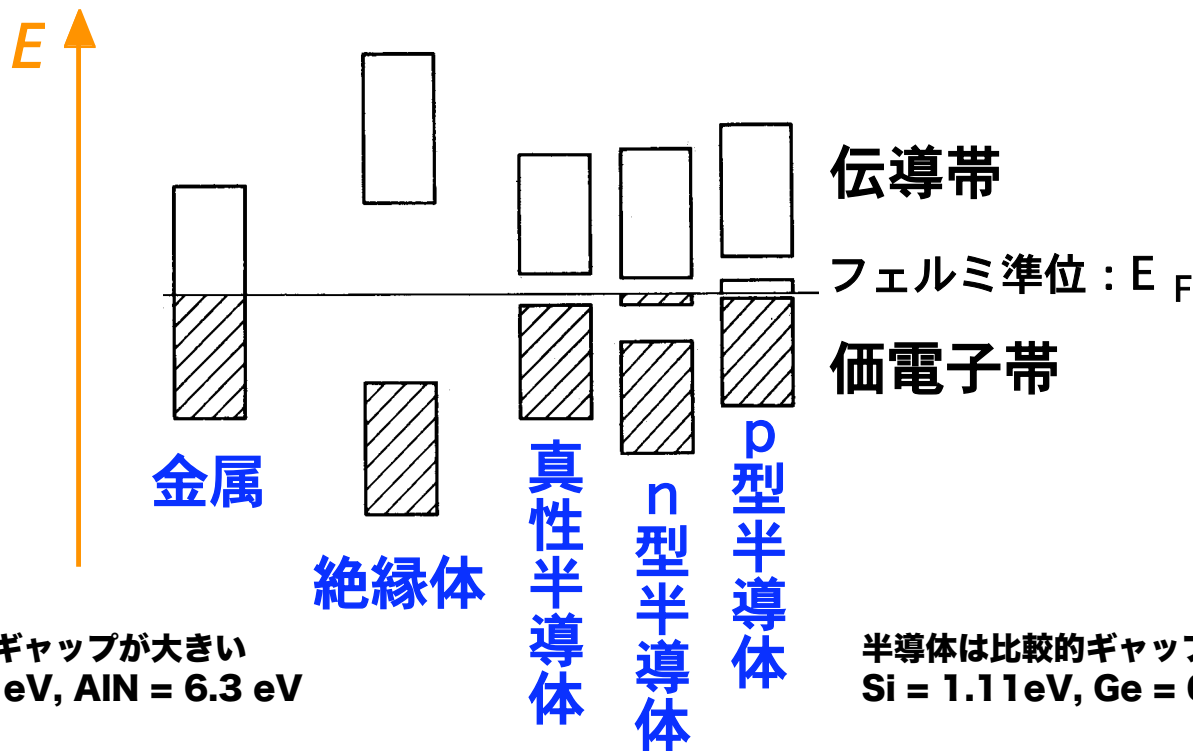 E
伝導帯
フェルミ準位：E F
価電子帯
金属
絶縁体
真性半導体
n型半導体
p型半導体
ギャップが大きい
eV, AlN = 6.3 eV
半導体は比較的ギャップ
Si = 1.11eV, Ge =